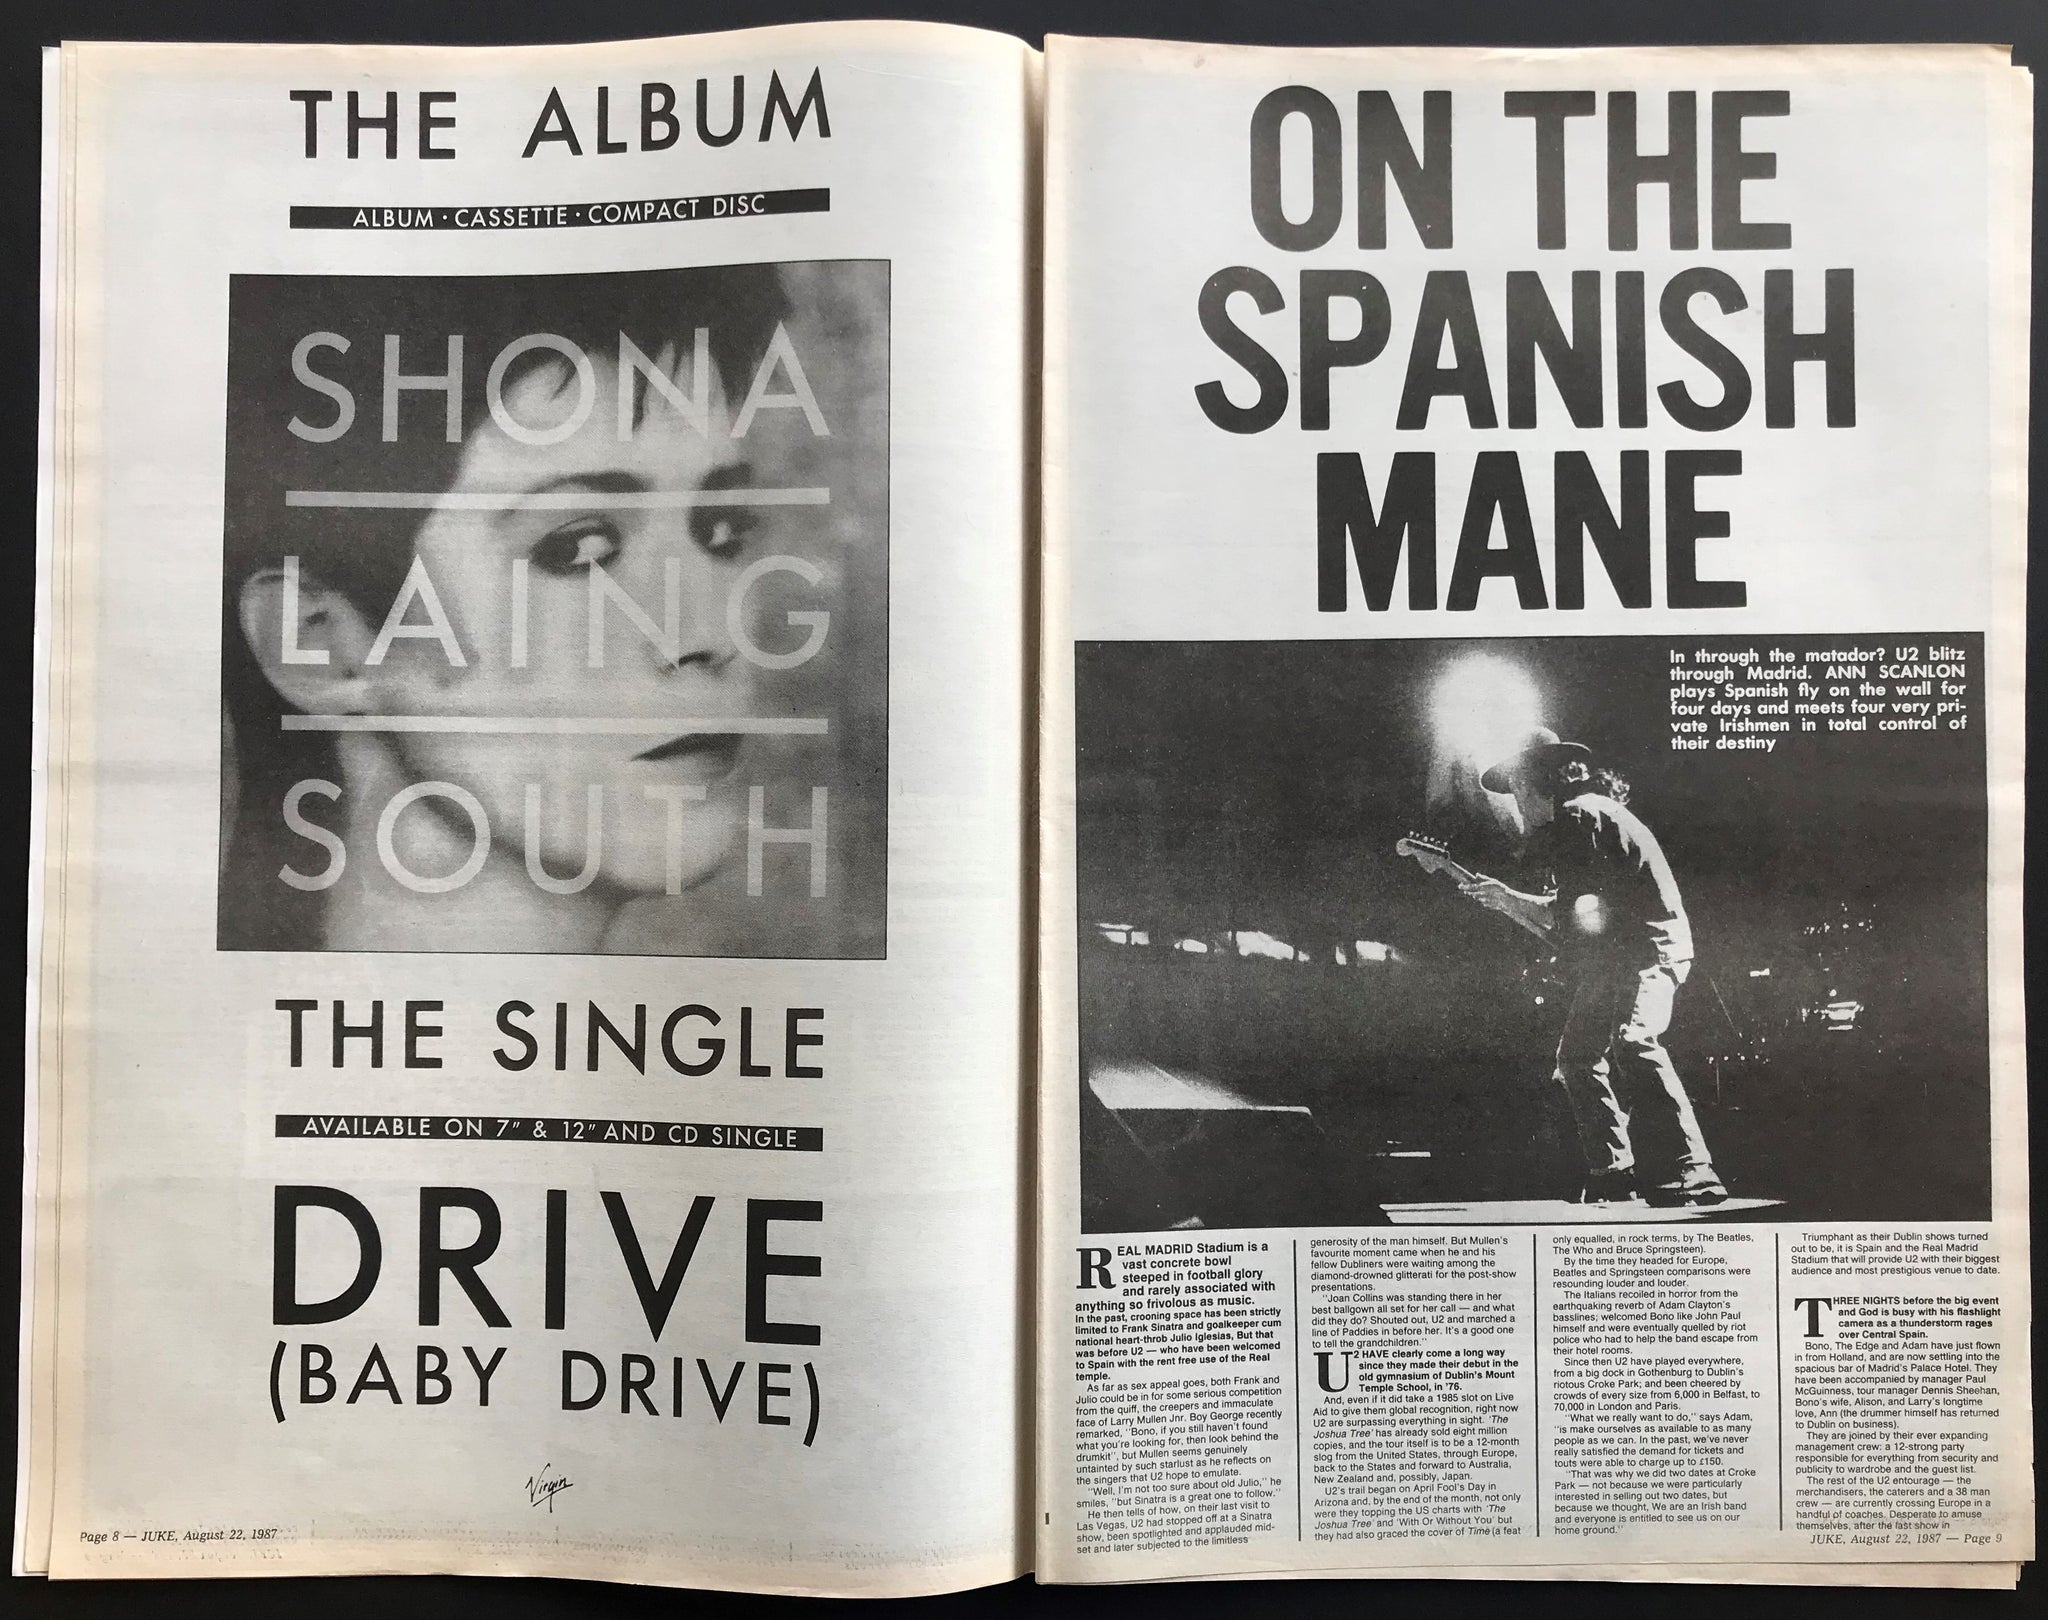 THE ALBUM
ALBUM · CASSETTE · COMPACT DISC
SHONA
LAING
SOUTH
THE SINGLE
AVAILABLE ON 7" & 12" AND CD SINGLE
DRIVE
(BABY DRIVE)
Virgin
Page 8 — JUKE, August 22, 1987
ON THE
SPANISH
MANE
In through the matador? U2 blitz
through Madrid. ANN SCANLON
plays Spanish fly on the wall for
four days and meets four very pri-
vate Irishmen in total control of
their destiny
REAL MADRID Stadium is a
vast concrete bowl
steeped in football glory
and rarely associated with
anything so frivolous as music.
In the past, crooning space has been strictly
limited to Frank Sinatra and goalkeeper cum
national heart-throb Julio Iglesias, But that
was before U2 — who have been welcomed
to Spain with the rent free use of the Real
temple.
As far as sex appeal goes, both Frank and
Julio could be in for some serious competition
from the quiff, the creepers and immaculate
face of Larry Mullen Jnr. Boy George recently
remarked, "Bono, if you still haven't found
what you're looking for, then look behind the
drumkit", but Mullen seems genuinely
untainted by such starlust as he reflects on
the singers that U2 hope to emulate.
"Well, I'm not too sure about old Julio," he
smiles, "but Sinatra is a great one to follow."
He then tells of how, on their last visit to
Las Vegas, U2 had stopped off at a Sinatra
show, been spotlighted and applauded mid-
set and later subjected to the limitless
generosity of the man himself. But Mullen's
favourite moment came when he and his
fellow Dubliners were waiting among the
diamond-drowned glitterati for the post-show
presentations.
"Joan Collins was standing there in her
best ballgown all set for her call — and what
did they do? Shouted out, U2 and marched a
line of Paddies in before her. It's a good one
to tell the grandchildren."
U2 HAVE clearly come a long way
since they made their debut in the
old gymnasium of Dublin's Mount
Temple School, in '76.
And, even if it did take a 1985 slot on Live
Aid to give them global recognition, right now
U2 are surpassing everything in sight. 'The
Joshua Tree' has already sold eight million
copies, and the tour itself is to be a 12-month
slog from the United States, through Europe,
back to the States and forward to Australia,
New Zealand and, possibly, Japan.
U2's trail began on April Fool's Day in
Arizona and, by the end of the month, not only
were they topping the US charts with 'The
Joshua Tree' and 'With Or Without You' but
they had also graced the cover of Time (a feat
only equalled, in rock terms, by The Beatles,
The Who and Bruce Springsteen).
By the time they headed for Europe,
Beatles and Springsteen comparisons were
resounding louder and louder.
The Italians recoiled in horror from the
earthquaking reverb of Adam Clayton's
basslines; welcomed Bono like John Paul
himself and were eventually quelled by riot
police who had to help the band escape from
their hotel rooms.
Since then U2 have played everywhere,
from a big dock in Gothenburg to Dublin's
riotous Croke Park; and been cheered by
crowds of every size from 6,000 in Belfast, to
70,000 in London and Paris.
"What we really want to do," says Adam,
"is make ourselves as available to as many
people as we can. In the past, we've never
really satisfied the demand for tickets and
touts were able to charge up to £150.
"That was why we did two dates at Croke
Park — not because we were particularly
interested in selling out two dates, but
because we thought, We are an Irish band
and everyone is entitled to see us on our
home ground."
Triumphant as their Dublin shows turned
out to be, it is Spain and the Real Madrid
Stadium that will provide U2 with their biggest
audience and most prestigious venue to date.
THREE NIGHTS before the big event
and God is busy with his flashlight
camera as a thunderstorm rages
over Central Spain.
Bono, The Edge and Adam have just flown
in from Holland, and are now settling into the
spacious bar of Madrid's Palace Hotel. They
have been accompanied by manager Paul
McGuinness, tour manager Dennis Sheehan,
Bono's wife, Alison, and Larry's longtime
love, Ann (the drummer himself has returned
to Dublin on business).
They are joined by their ever expanding
management crew: a 12-strong party
responsible for everything from security and
publicity to wardrobe and the guest list.
The rest of the U2 entourage — the
merchandisers, the caterers and a 38 man
crew — are currently crossing Europe in a
handful of coaches. Desperate to amuse
themselves, after the last show in
JUKE, August 22, 1987 — Page 9